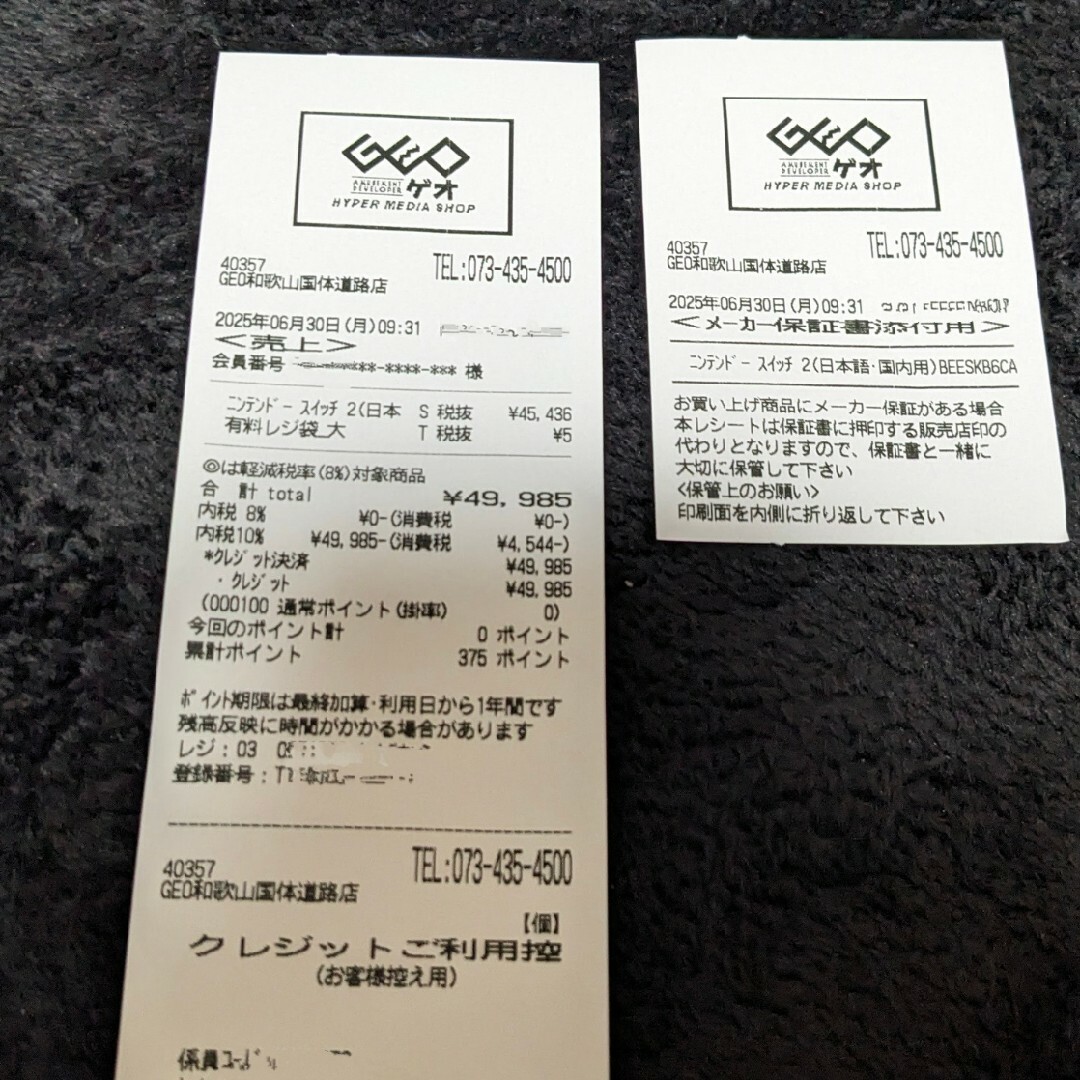 GEO
AMUSEMENT
DEVELOPER ゲオ
HYPER MEDIA SHOP
40357 TEL:073-435-4500
GEO和歌山国体道路店
2025年06月30日(月)09:31
<売上>
会員番号 **-****-*** 様
ニンテンドー スイッチ 2(日本 S 税抜 ¥45,436
有料レジ袋_大 T 税抜 ¥5
◎は軽減税率(8%)対象商品
合 計 total ¥49,985
内税 8% ¥0-(消費税 ¥0-)
内税10% ¥49,985-(消費税 ¥4,544-)
*クレジット決済 ¥49,985
・クレジット ¥49,985
(000100 通常ポイント(掛率) 0)
今回のポイント計 0 ポイント
累計ポイント 375 ポイント
ポイント期限は最終加算・利用日から1年間です
残高反映に時間がかかる場合があります
レジ:03
登録番号:T
40357 TEL:073-435-4500
GEO和歌山国体道路店
【個】
クレジットご利用控
(お客様控え用)
係員コード
GEO
AMUSEMENT
DEVELOPER ゲオ
HYPER MEDIA SHOP
40357 TEL:073-435-4500
GEO和歌山国体道路店
2025年06月30日(月)09:31
<メーカー保証書添付用>
ニンテンドー スイッチ 2(日本語・国内用)BEESKB6CA
お買い上げ商品にメーカー保証がある場合
本レシートは保証書に押印する販売店印の
代わりとなりますので、保証書と一緒に
大切に保管して下さい
<保管上のお願い>
印刷面を内側に折り返して下さい